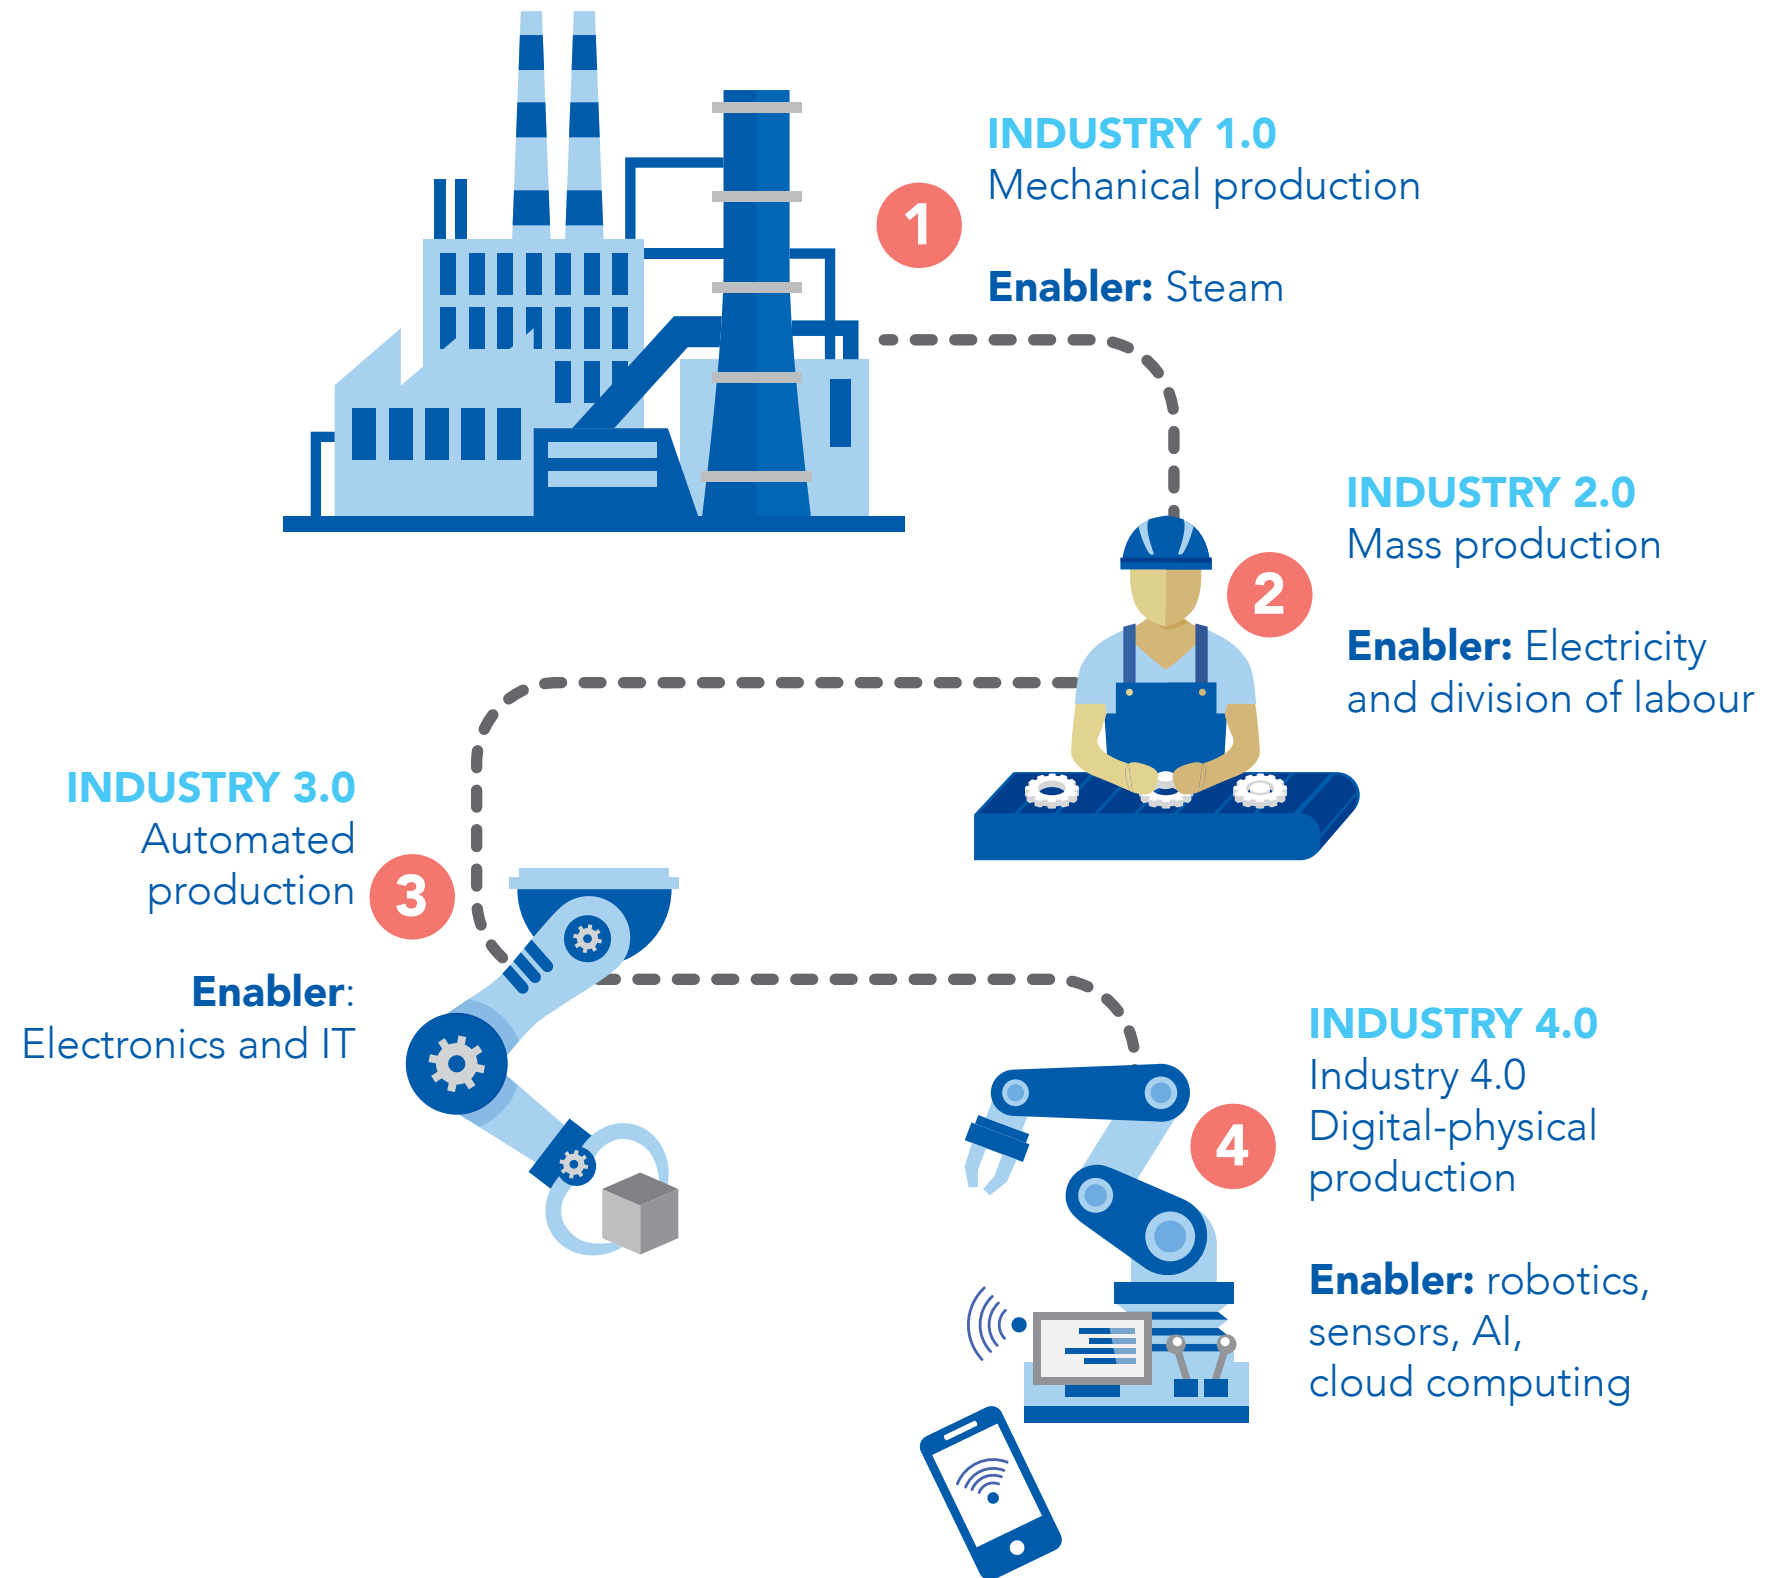 INDUSTRY 1.0
Mechanical production
1
Enabler: Steam
INDUSTRY 2.0
Mass production
2
Enabler: Electricity
and division of labour
INDUSTRY 3.0
Automated
production
3
Enabler:
Electronics and IT
INDUSTRY 4.0
Industry 4.0
Digital-physical
production
4
Enabler: robotics,
sensors, AI,
cloud computing